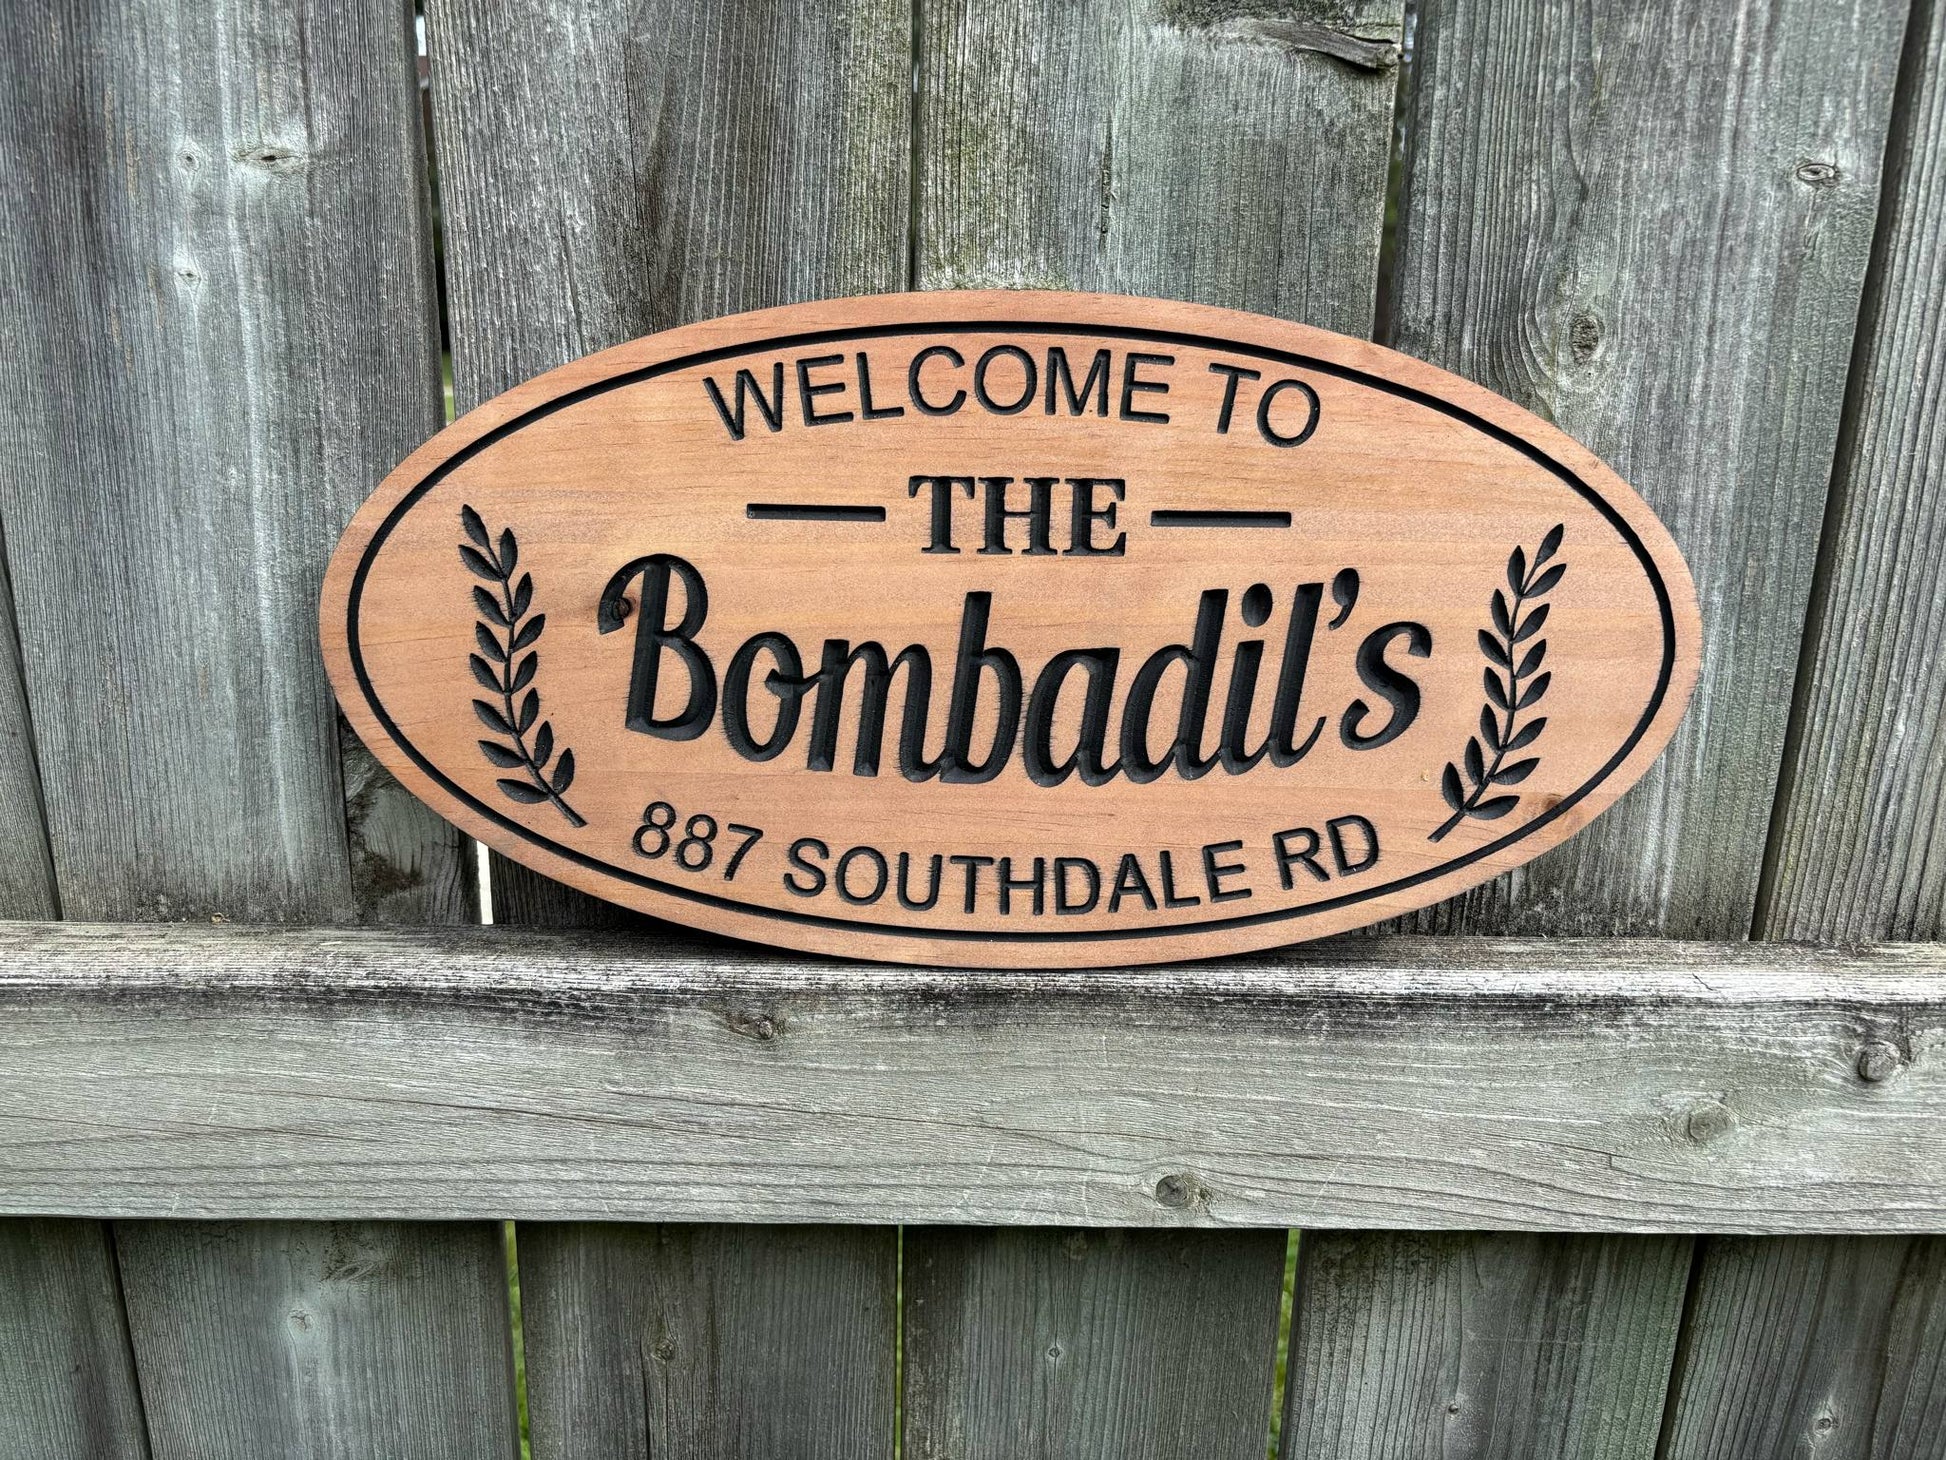 WELCOME TO
THE
Bombadil's
887 SOUTHDALE RD